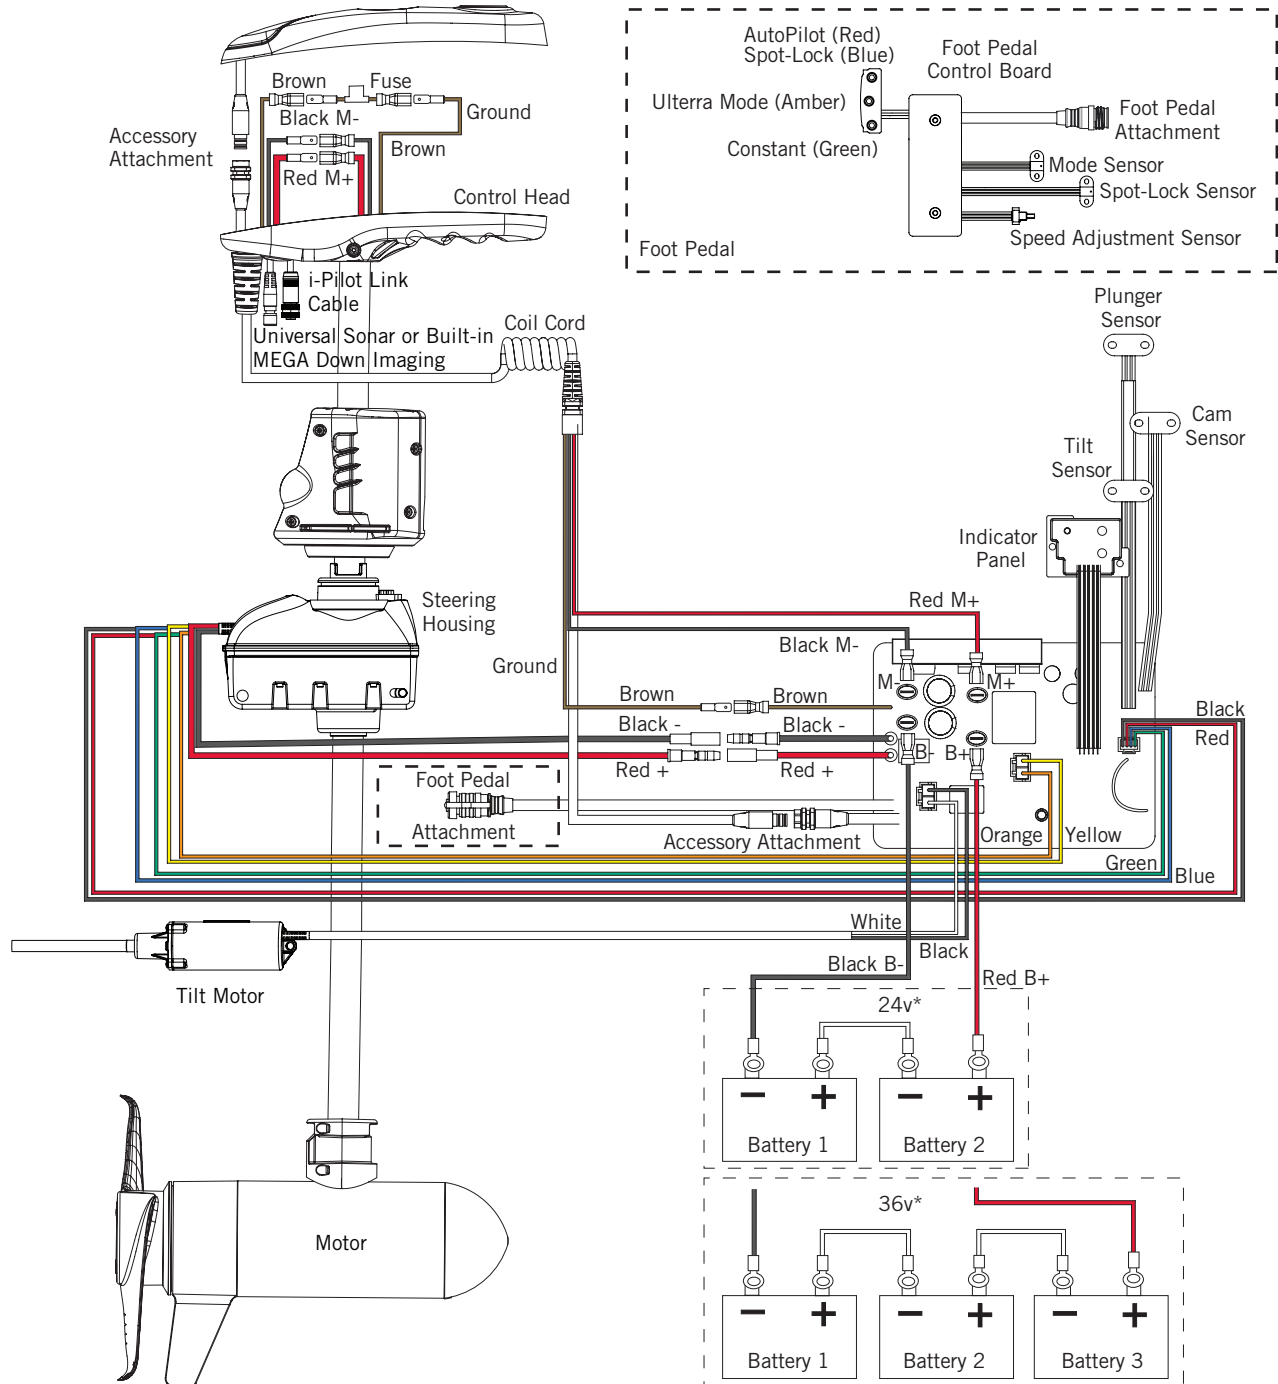 AutoPilot (Red)
Spot-Lock (Blue)
Foot Pedal
Control Board
Ulterra Mode (Amber)
Foot Pedal
Attachment
Constant (Green)
Mode Sensor
Spot-Lock Sensor
Speed Adjustment Sensor
Foot Pedal
Brown
Fuse
Black M-
Ground
Accessory
Attachment
Brown
Red M+
Control Head
i-Pilot Link
Cable
Universal Sonar or Built-in
MEGA Down Imaging
Coil Cord
Plunger
Sensor
Cam
Sensor
Tilt
Sensor
Indicator
Panel
Steering
Housing
Red M+
Black M-
Ground
M-
M+
Brown
Brown
Black -
Black -
Black
Red
B-
B+
Red +
Red +
Foot Pedal
Attachment
Accessory Attachment
Orange
Yellow
Green
Blue
White
Black
Black B-
Red B+
Tilt Motor
24v*
− + − +
Battery 1
Battery 2
36v*
Motor
− + − + − +
Battery 1
Battery 2
Battery 3